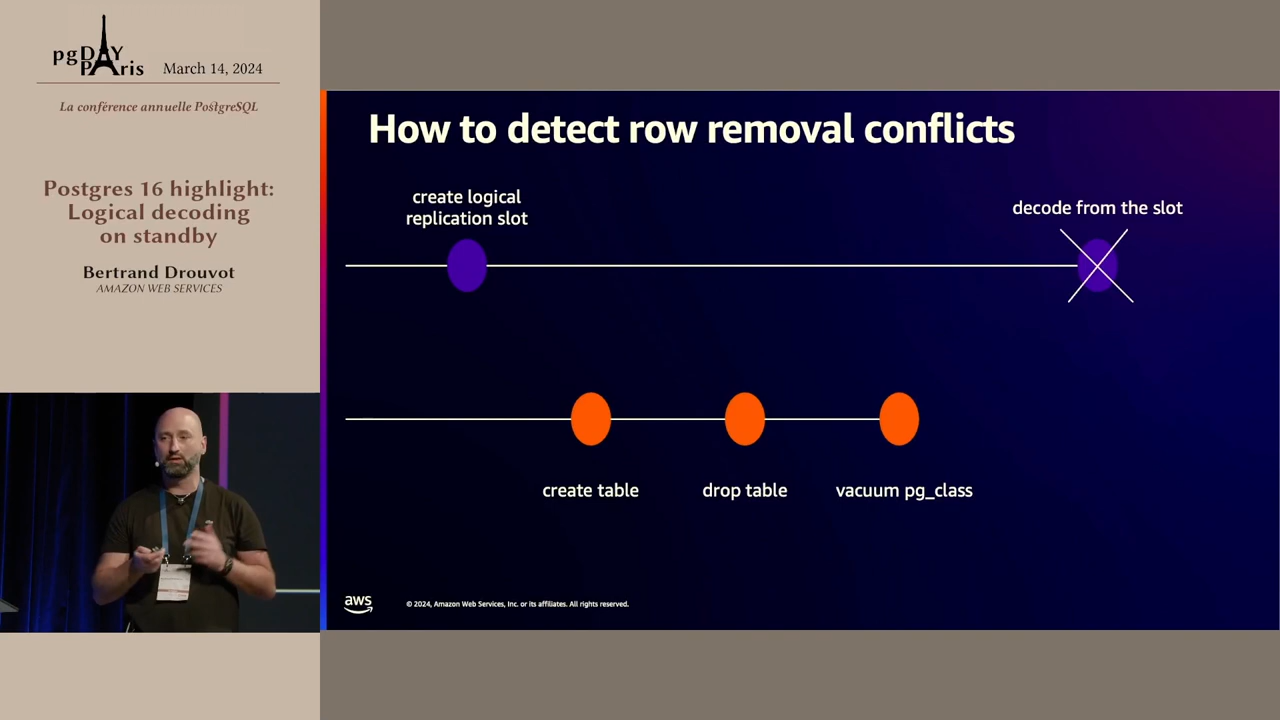 pgDAY
Paris
March 14, 2024
La conférence annuelle PostgreSQL
Postgres 16 highlight:
Logical decoding
on standby
Bertrand Drouvot
AMAZON WEB SERVICES
How to detect row removal conflicts
create logical
replication slot
decode from the slot
create table
drop table
vacuum pg_class
aws
© 2024, Amazon Web Services, Inc. or its affiliates. All rights reserved.